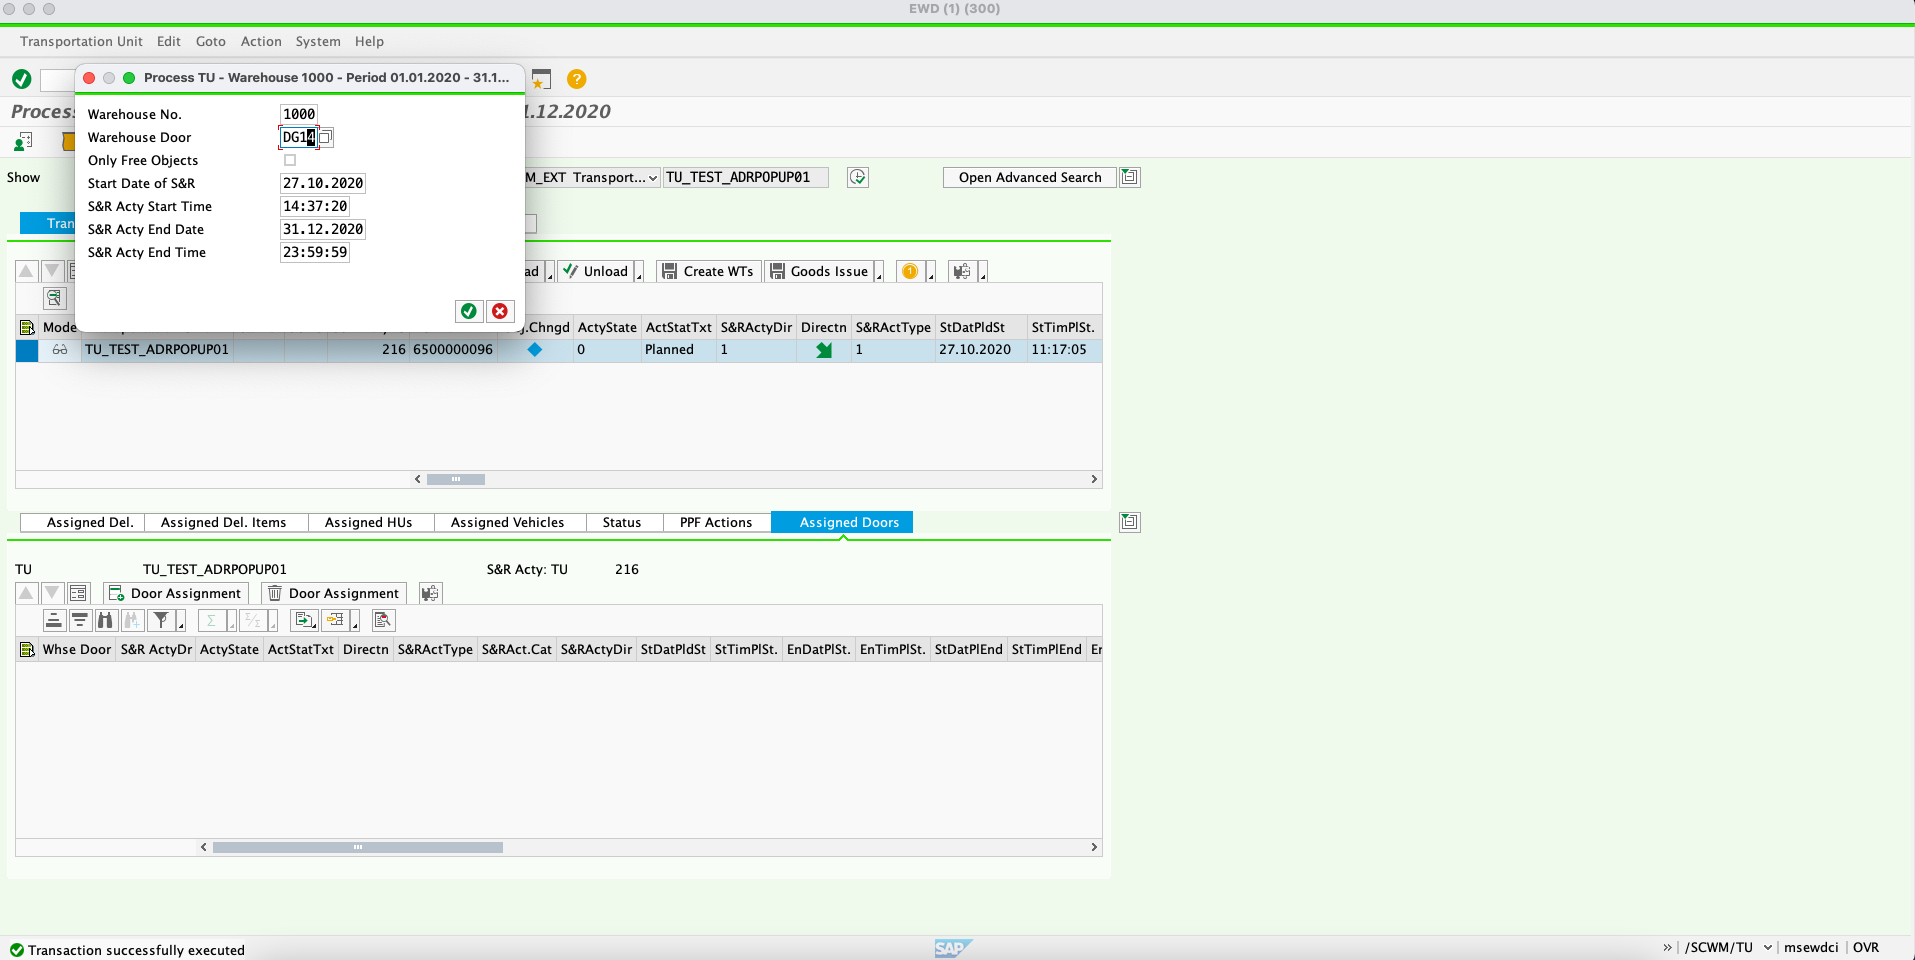 EWD (1) (300)
Transportation Unit Edit Goto Action System Help
Process TU - Warehouse 1000 - Period 01.01.2020 - 31.1...
Process
1.12.2020
Warehouse No. 1000
Warehouse Door DG14
Only Free Objects
Start Date of S&R 27.10.2020
S&R Acty Start Time 14:37:20
S&R Acty End Date 31.12.2020
S&R Acty End Time 23:59:59
Show
M_EXT Transport... TU_TEST_ADRPOPUP01 Open Advanced Search
Tran
ad Unload Create WTs Goods Issue
Mode .Chngd ActyState ActStatTxt S&RActyDir Directn S&RActType StDatPldSt StTimPlSt.
TU_TEST_ADRPOPUP01 216 6500000096 0 Planned 1 1 27.10.2020 11:17:05
Assigned Del. Assigned Del. Items Assigned HUs Assigned Vehicles Status PPF Actions Assigned Doors
TU TU_TEST_ADRPOPUP01 S&R Acty: TU 216
Door Assignment Door Assignment
Whse Door S&R ActyDr ActyState ActStatTxt Directn S&RActType S&RAct.Cat S&RActyDir StDatPldSt StTimPlSt. EnDatPlSt. EnTimPlSt. StDatPlEnd StTimPlEnd Er
Transaction successfully executed SAP » /SCWM/TU msewdci OVR